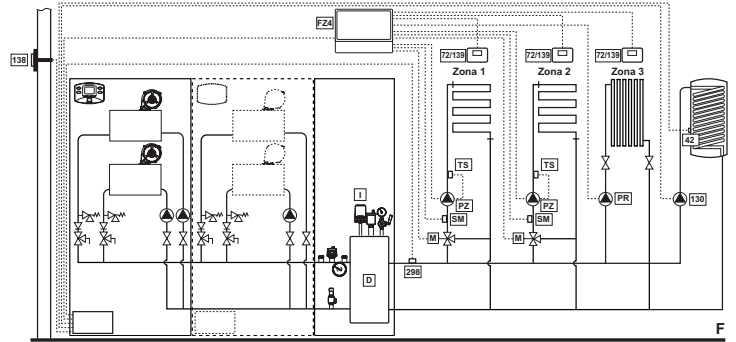 FZ4
138
72/139
72/139
72/139
Zona 1
Zona 2
Zona 3
42
TS
TS
I
PZ
PZ
PR
130
SM
SM
M
M
298
D
F